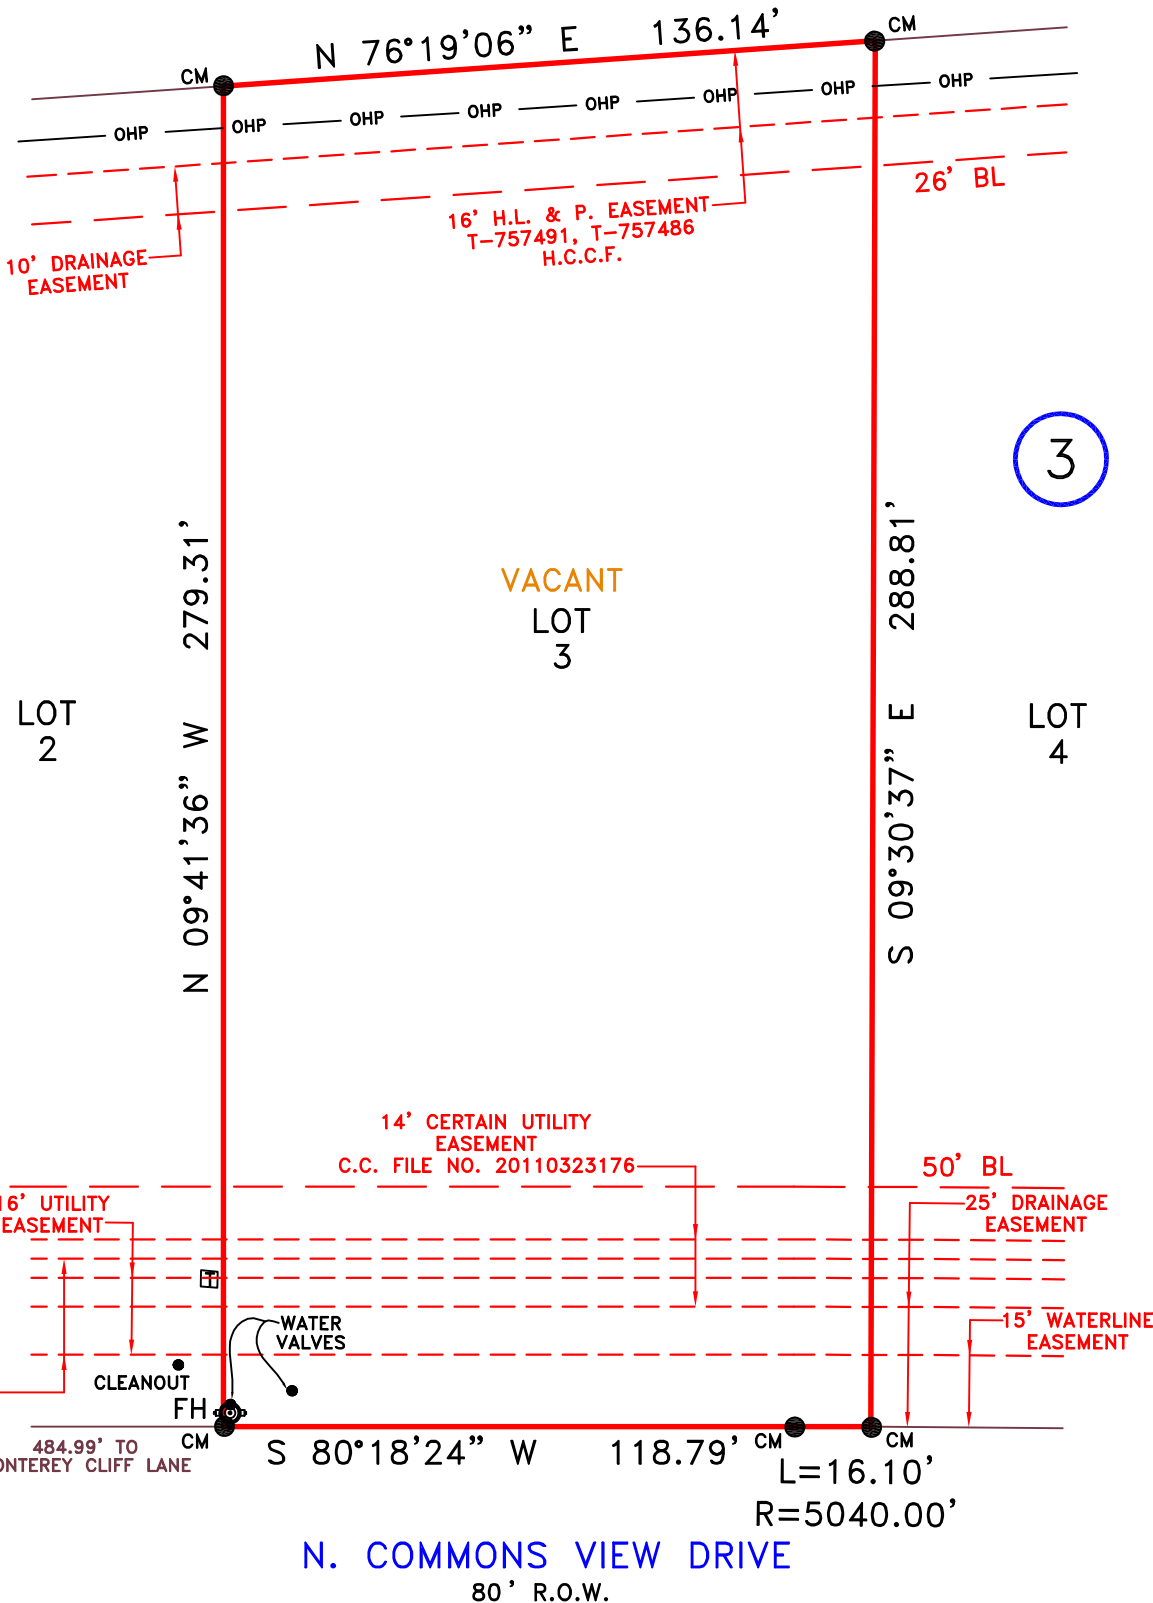 N 76°19'06" E 136.14'
CM
CM
OHP OHP OHP OHP OHP OHP OHP OHP
26' BL
16' H.L. & P. EASEMENT
T-757491, T-757486
H.C.C.F.
10' DRAINAGE
EASEMENT
3
N 09°41'36" W 279.31'
S 09°30'37" E 288.81'
VACANT
LOT
3
LOT
2
LOT
4
14' CERTAIN UTILITY
EASEMENT
C.C. FILE NO. 20110323176
50' BL
16' UTILITY
EASEMENT
25' DRAINAGE
EASEMENT
15' WATERLINE
EASEMENT
WATER
VALVES
CLEANOUT
FH
CM
CM
CM
484.99' TO
ONTEREY CLIFF LANE
S 80°18'24" W 118.79'
L=16.10'
R=5040.00'
N. COMMONS VIEW DRIVE
80' R.O.W.